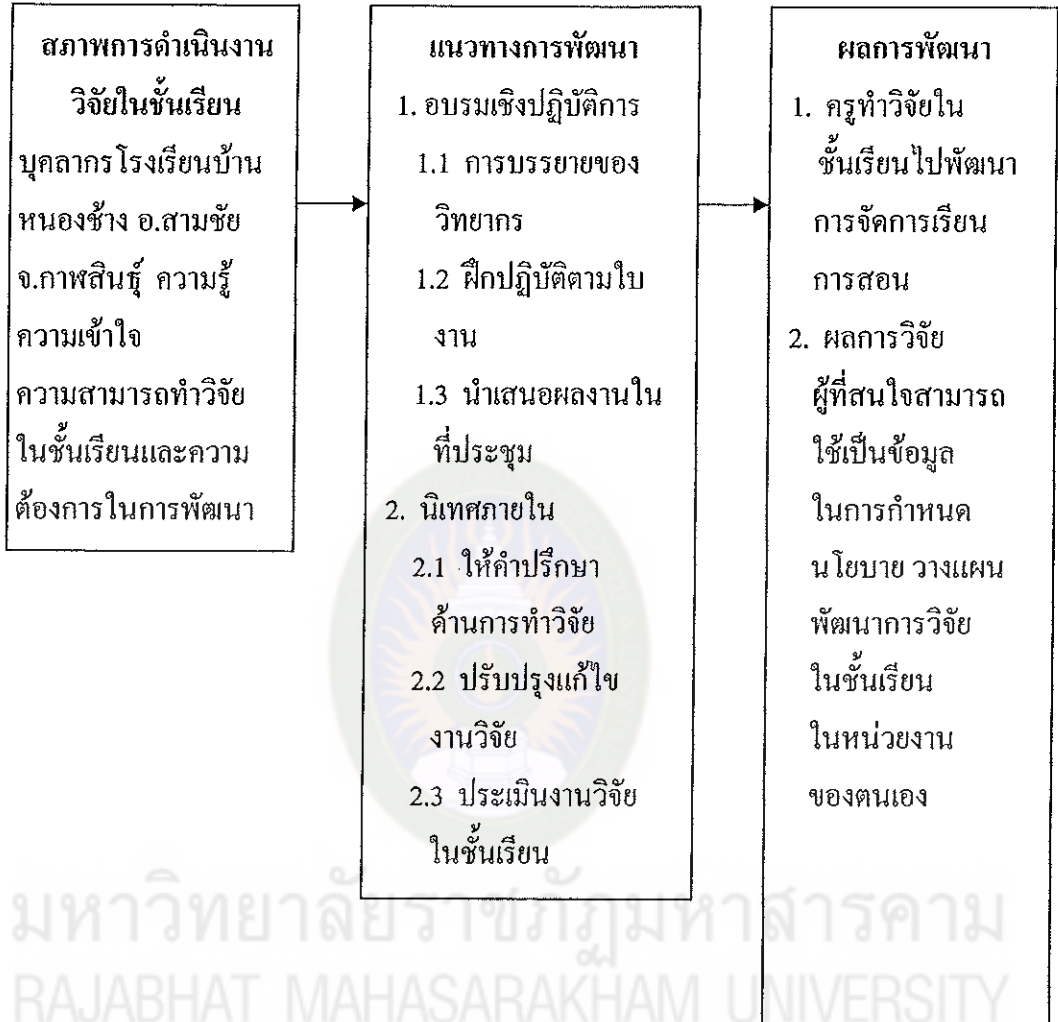 สภาพการดำเนินงาน
วิจัยในชั้นเรียน
บุคลากรโรงเรียนบ้าน
หนองช้าง อ.สามชัย
จ.กาฬสินธุ์ ความรู้
ความเข้าใจ
ความสามารถทำวิจัย
ในชั้นเรียนและความ
ต้องการในการพัฒนา
แนวทางการพัฒนา
1. อบรมเชิงปฏิบัติการ
1.1 การบรรยายของ
วิทยากร
1.2 ฝึกปฏิบัติตามใบ
งาน
1.3 นำเสนอผลงานใน
ที่ประชุม
2. นิเทศภายใน
2.1 ให้คำปรึกษา
ด้านการทำวิจัย
2.2 ปรับปรุงแก้ไข
งานวิจัย
2.3 ประเมินงานวิจัย
ในชั้นเรียน
ผลการพัฒนา
1. ครูทำวิจัยใน
ชั้นเรียนไปพัฒนา
การจัดการเรียน
การสอน
2. ผลการวิจัย
ผู้ที่สนใจสามารถ
ใช้เป็นข้อมูล
ในการกำหนด
นโยบาย วางแผน
พัฒนาการวิจัย
ในชั้นเรียน
ในหน่วยงาน
ของตนเอง
มหาวิทยาลัยราชภัฏมหาสารคาม
RAJABHAT MAHASARAKHAM UNIVERSITY